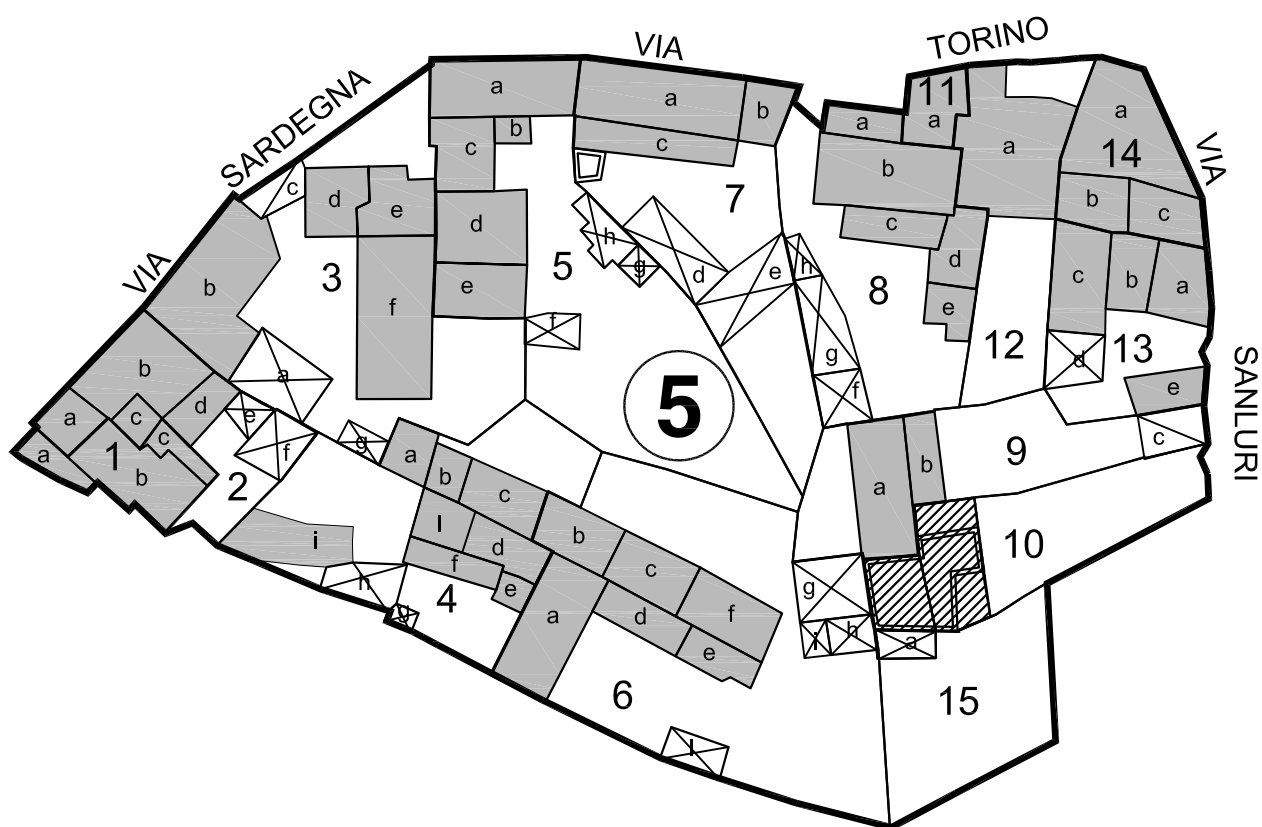 VIA
TORINO
SARDEGNA
VIA
VIA
SANLURI
5
a
b
c
d
e
f
a
b
c
7
d
e
h
g
11
a
a
b
c
d
e
8
h
g
f
a
12
a
14
b
c
c
b
a
d
13
e
c
c
d
e
3
f
b
a
5
b
a
c
d
c
1
a
b
e
f
2
g
a
b
c
l
d
f
e
i
h
g
4
b
c
f
a
d
e
6
l
9
a
b
10
g
i
h
a
15